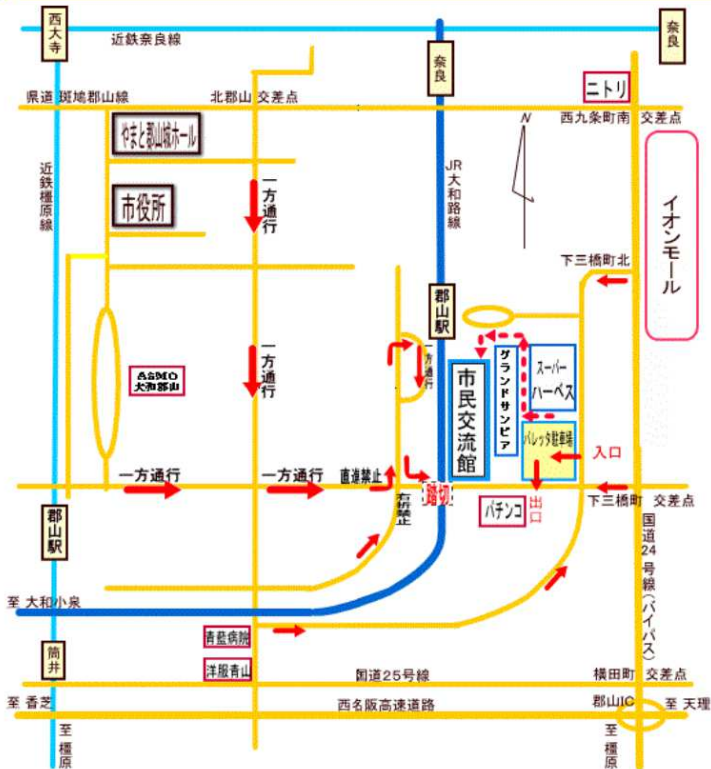 西大寺
近鉄奈良線
奈良
奈良
ニトリ
県道 斑鳩郡山線
北郡山 交差点
西九条町南 交差点
やまと郡山城ホール
N
近鉄橿原線
一方通行
JR大和路線
イオンモール
市役所
下三橋町北
郡山駅
一方通行
一方通行
グランドサンピア
スーパー
ハーベス
市民交流館
ASMO
大和郡山
パレッタ駐車場
入口
一方通行
一方通行
直進禁止
踏切
右折禁止
パチンコ
出口
下三橋町 交差点
郡山駅
国道24号線(バイパス)
至 大和小泉
青藍病院
筒井
洋服青山
国道25号線
横田町 交差点
至 香芝
西名阪高速道路
郡山IC
至 天理
至 橿原
至 橿原